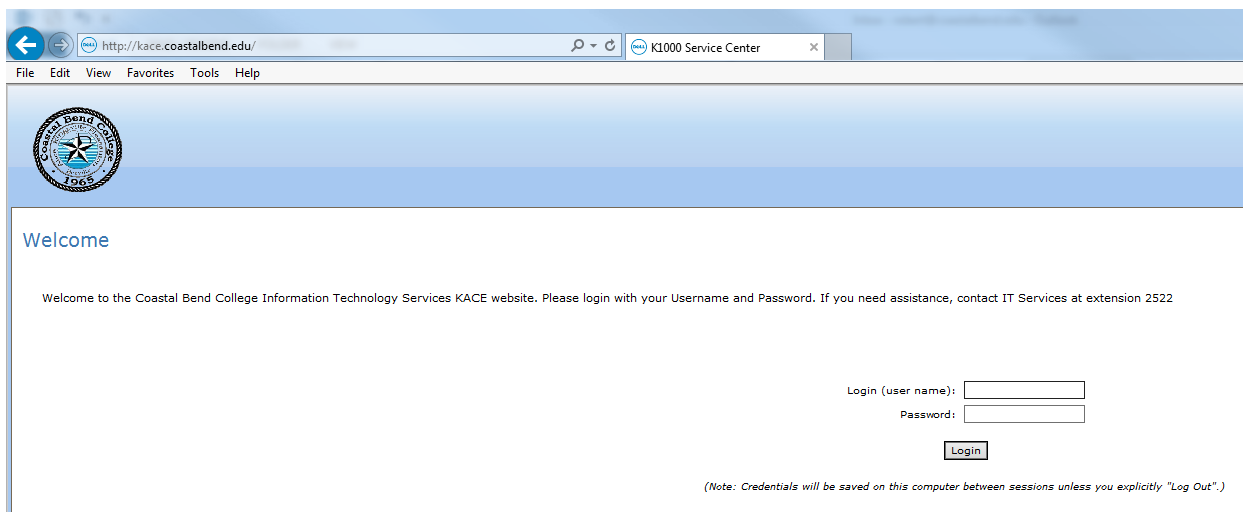 http://kace.coastalbend.edu/
DELL K1000 Service Center
File Edit View Favorites Tools Help
Coastal Bend College
1965
Welcome
Welcome to the Coastal Bend College Information Technology Services KACE website. Please login with your Username and Password. If you need assistance, contact IT Services at extension 2522
Login (user name):
Password:
Login
(Note: Credentials will be saved on this computer between sessions unless you explicitly "Log Out".)